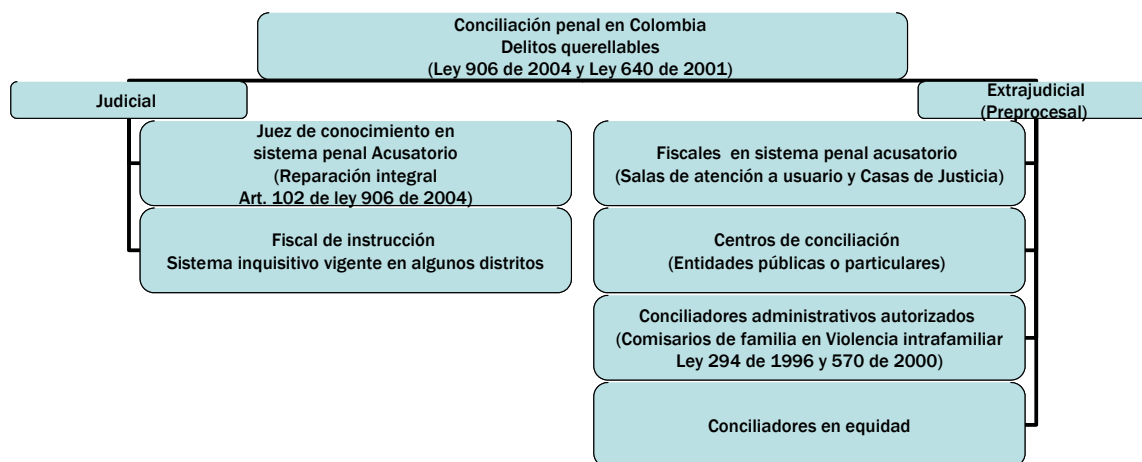 Conciliación penal en Colombia
Delitos querellables
(Ley 906 de 2004 y Ley 640 de 2001)
Judicial
Extrajudicial
(Preprocesal)
Juez de conocimiento en
sistema penal Acusatorio
(Reparación integral
Art. 102 de ley 906 de 2004)
Fiscal de instrucción
Sistema inquisitivo vigente en algunos distritos
Fiscales en sistema penal acusatorio
(Salas de atención a usuario y Casas de Justicia)
Centros de conciliación
(Entidades públicas o particulares)
Conciliadores administrativos autorizados
(Comisarios de familia en Violencia intrafamiliar
Ley 294 de 1996 y 570 de 2000)
Conciliadores en equidad